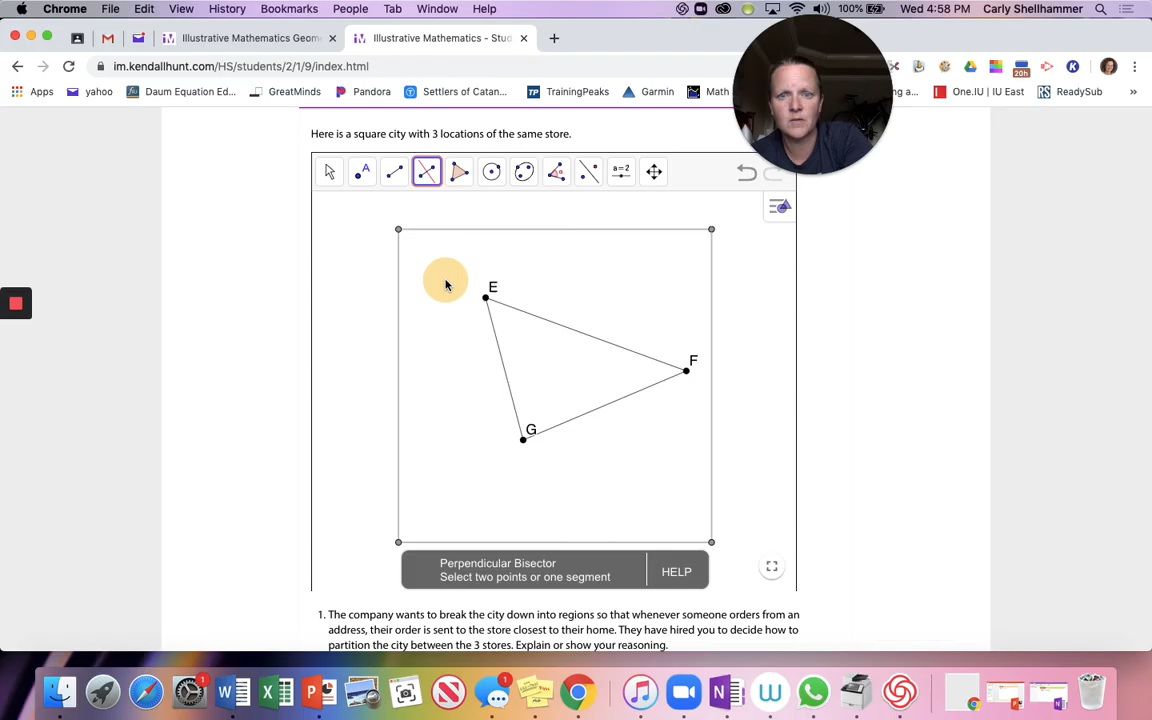 Chrome File Edit View History Bookmarks People Tab Window Help 100% Wed 4:58 PM Carly Shellhammer
Illustrative Mathematics Geom
Illustrative Mathematics - Stud
im.kendallhunt.com/HS/students/2/1/9/index.html
20h
Apps yahoo Daum Equation Ed... GreatMinds Pandora Settlers of Catan... TrainingPeaks Garmin Math a... One.IU | IU East ReadySub
Here is a square city with 3 locations of the same store.
A
a=2
E
F
G
Perpendicular Bisector
Select two points or one segment
HELP
1. The company wants to break the city down into regions so that whenever someone orders from an
address, their order is sent to the store closest to their home. They have hired you to decide how to
partition the city between the 3 stores. Explain or show your reasoning.
1
1